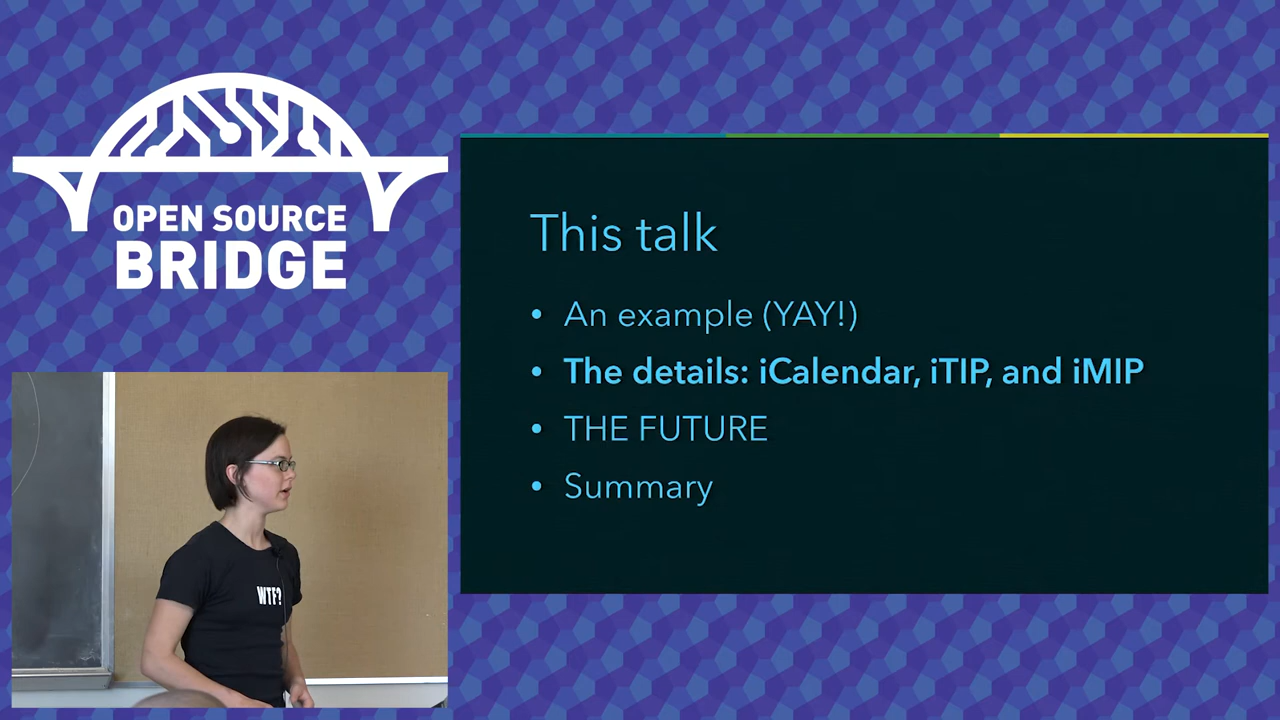 OPEN SOURCE
BRIDGE
This talk
• An example (YAY!)
• The details: iCalendar, iTIP, and iMIP
• THE FUTURE
• Summary
WTF?